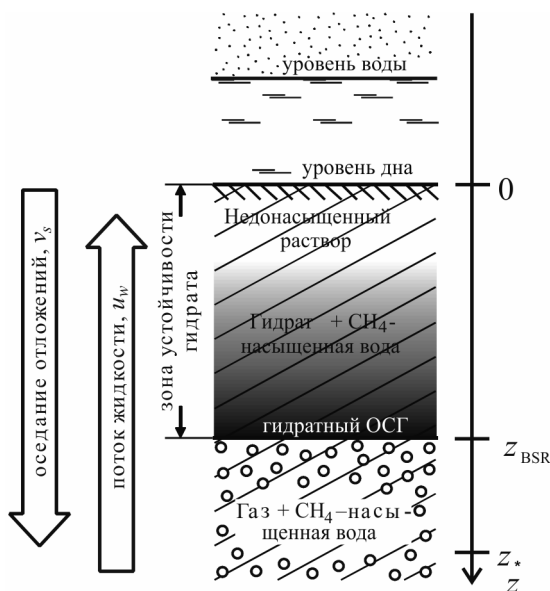 уровень воды
уровень дна
0
Недонасыщенный
раствор
оседание отложений, vs
поток жидкости, uw
зона устойчивости
гидрата
Гидрат + CH4-
насыщенная вода
гидратный ОСГ
zBSR
Газ + CH4–насы-
щенная вода
z*
z